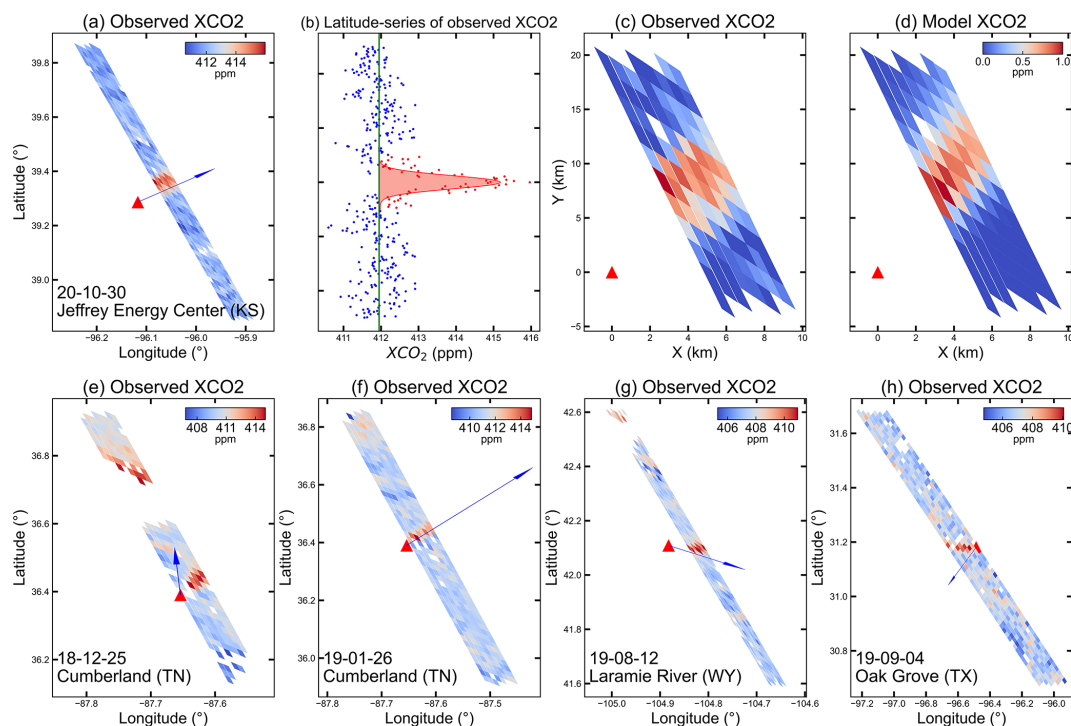 (a) Observed XCO2
412 414
ppm
39.8
39.6
39.4
39.2
39.0
Latitude (°)
20-10-30
Jeffrey Energy Center (KS)
−96.2 −96.1 −96.0 −95.9
Longitude (°)
(b) Latitude-series of observed XCO2
411 412 413 414 415 416
XCO₂ (ppm)
(c) Observed XCO2
20
15
10
5
0
−5
Y (km)
0 2 4 6 8 10
X (km)
(d) Model XCO2
0.0 0.5 1.0
ppm
0 2 4 6 8 10
X (km)
(e) Observed XCO2
408 411 414
ppm
36.8
36.6
36.4
36.2
Latitude (°)
18-12-25
Cumberland (TN)
−87.8 −87.7 −87.6
Longitude (°)
(f) Observed XCO2
410 412 414
ppm
36.8
36.6
36.4
36.2
36.0
Latitude (°)
19-01-26
Cumberland (TN)
−87.8 −87.7 −87.6 −87.5
Longitude (°)
(g) Observed XCO2
406 408 410
ppm
42.6
42.4
42.2
42.0
41.8
41.6
Latitude (°)
19-08-12
Laramie River (WY)
−105.0 −104.9 −104.8 −104.7 −104.6
Longitude (°)
(h) Observed XCO2
406 408 410
ppm
31.6
31.4
31.2
31.0
30.8
Latitude (°)
19-09-04
Oak Grove (TX)
−97.2 −97.0 −96.8 −96.6 −96.4 −96.2 −96.0
Longitude (°)